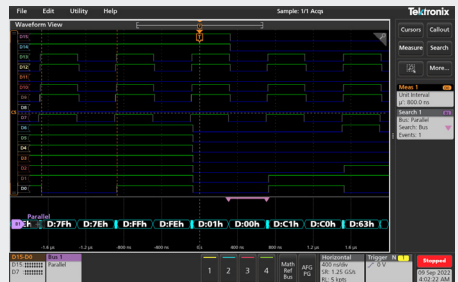 File Edit Utility Help Sample: 1/1 Acqs Tektronix
Waveform View
Cursors Callout
Measure Search
More...
D15
D14
D13
D12
D11
D10
D9
D8
D7
D6
D5
D4
D3
D2
D1
D0
Meas 1
Unit Interval
µ': 800.0 ns
Search 1
Bus: Parallel
Search: Bus
Events: 1
Parallel
D:7Fh D:7Eh D:FFh D:FEh D:01h D:00h D:C1h D:C0h D:63h
-1.6 µs -1.2 µs -800 ns -400 ns 0 s 400 ns 800 ns 1.2 µs 1.6 µs
D15-D0
D15:
D7:
Bus 1
Parallel
1 2 3 4
Math
Ref
Bus
AFG
PG
Horizontal
400 ns/div
SR: 1.25 GS/s
RL: 5 kpts
Trigger
0 V
Stopped
09 Sep 2022
4:02:22 AM